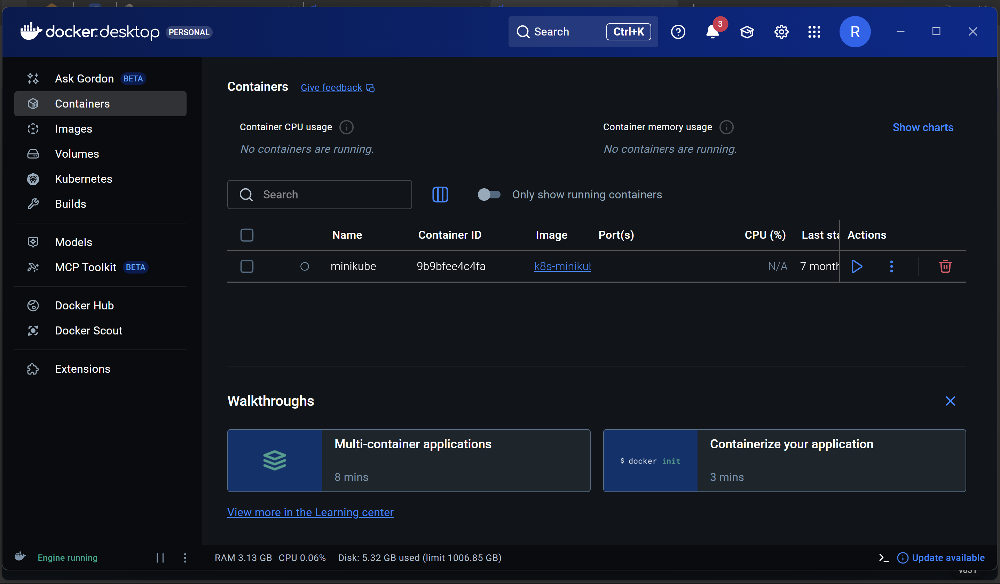 docker desktop PERSONAL
Search Ctrl+K
3
R
Ask Gordon BETA
Containers
Images
Volumes
Kubernetes
Builds
Models
MCP Toolkit BETA
Docker Hub
Docker Scout
Extensions
Containers Give feedback
Container CPU usage
No containers are running.
Container memory usage
No containers are running.
Show charts
Search
Only show running containers
Name Container ID Image Port(s) CPU (%) Last sta Actions
minikube 9b9bfee4c4fa k8s-minikul N/A 7 month
Walkthroughs
Multi-container applications
8 mins
$ docker init
Containerize your application
3 mins
View more in the Learning center
Engine running
RAM 3.13 GB CPU 0.06% Disk: 5.32 GB used (limit 1006.85 GB)
Update available